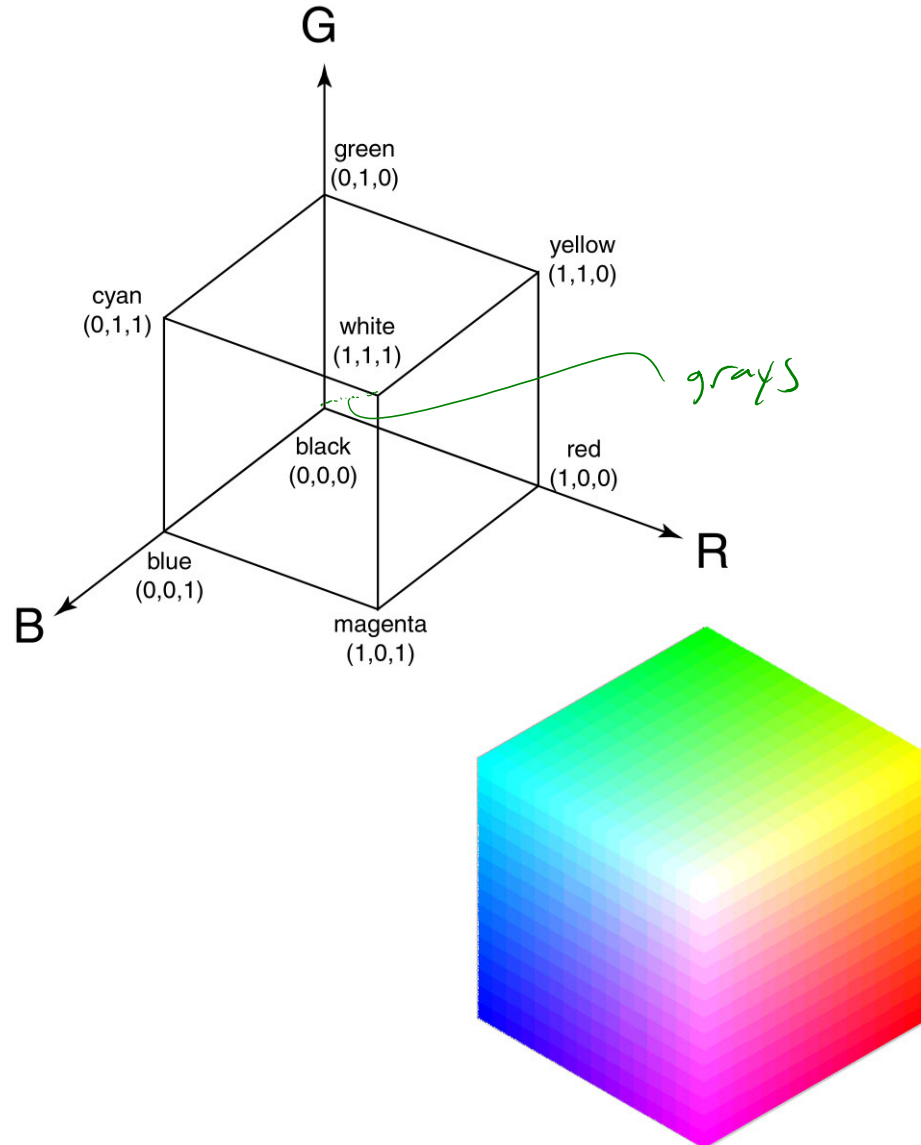 G
green
(0,1,0)
yellow
(1,1,0)
cyan
(0,1,1)
white
(1,1,1)
grays
black
(0,0,0)
red
(1,0,0)
R
blue
(0,0,1)
B
magenta
(1,0,1)